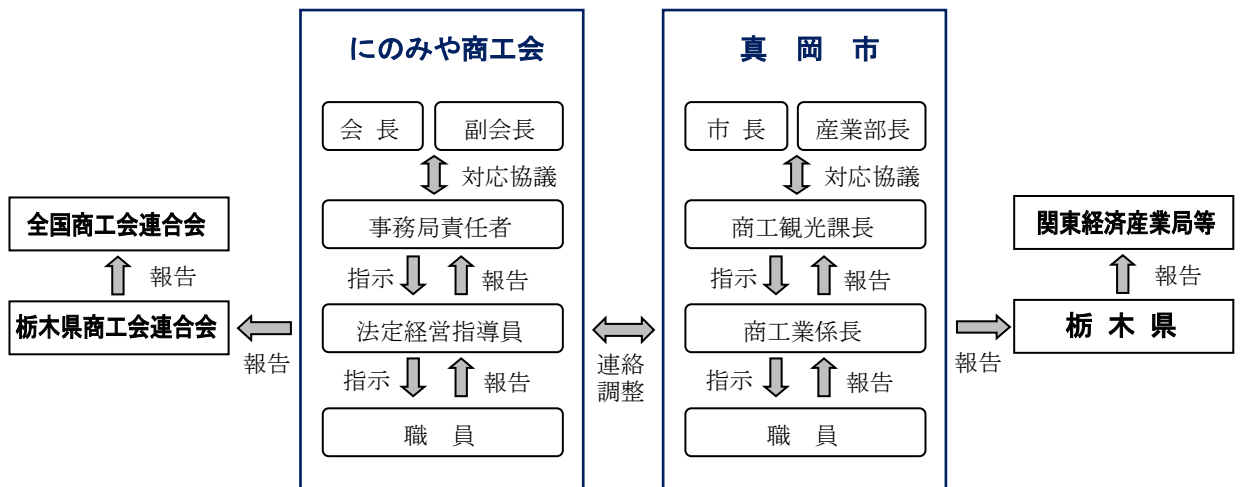 にのみや商工会
真 岡 市
会 長
副会長
市 長
産業部長
対応協議
対応協議
全国商工会連合会
事務局責任者
商工観光課長
関東経済産業局等
報告
指示
報告
指示
報告
報告
栃木県商工会連合会
法定経営指導員
商工業係長
栃 木 県
報告
連絡
調整
報告
指示
報告
指示
報告
職 員
職 員